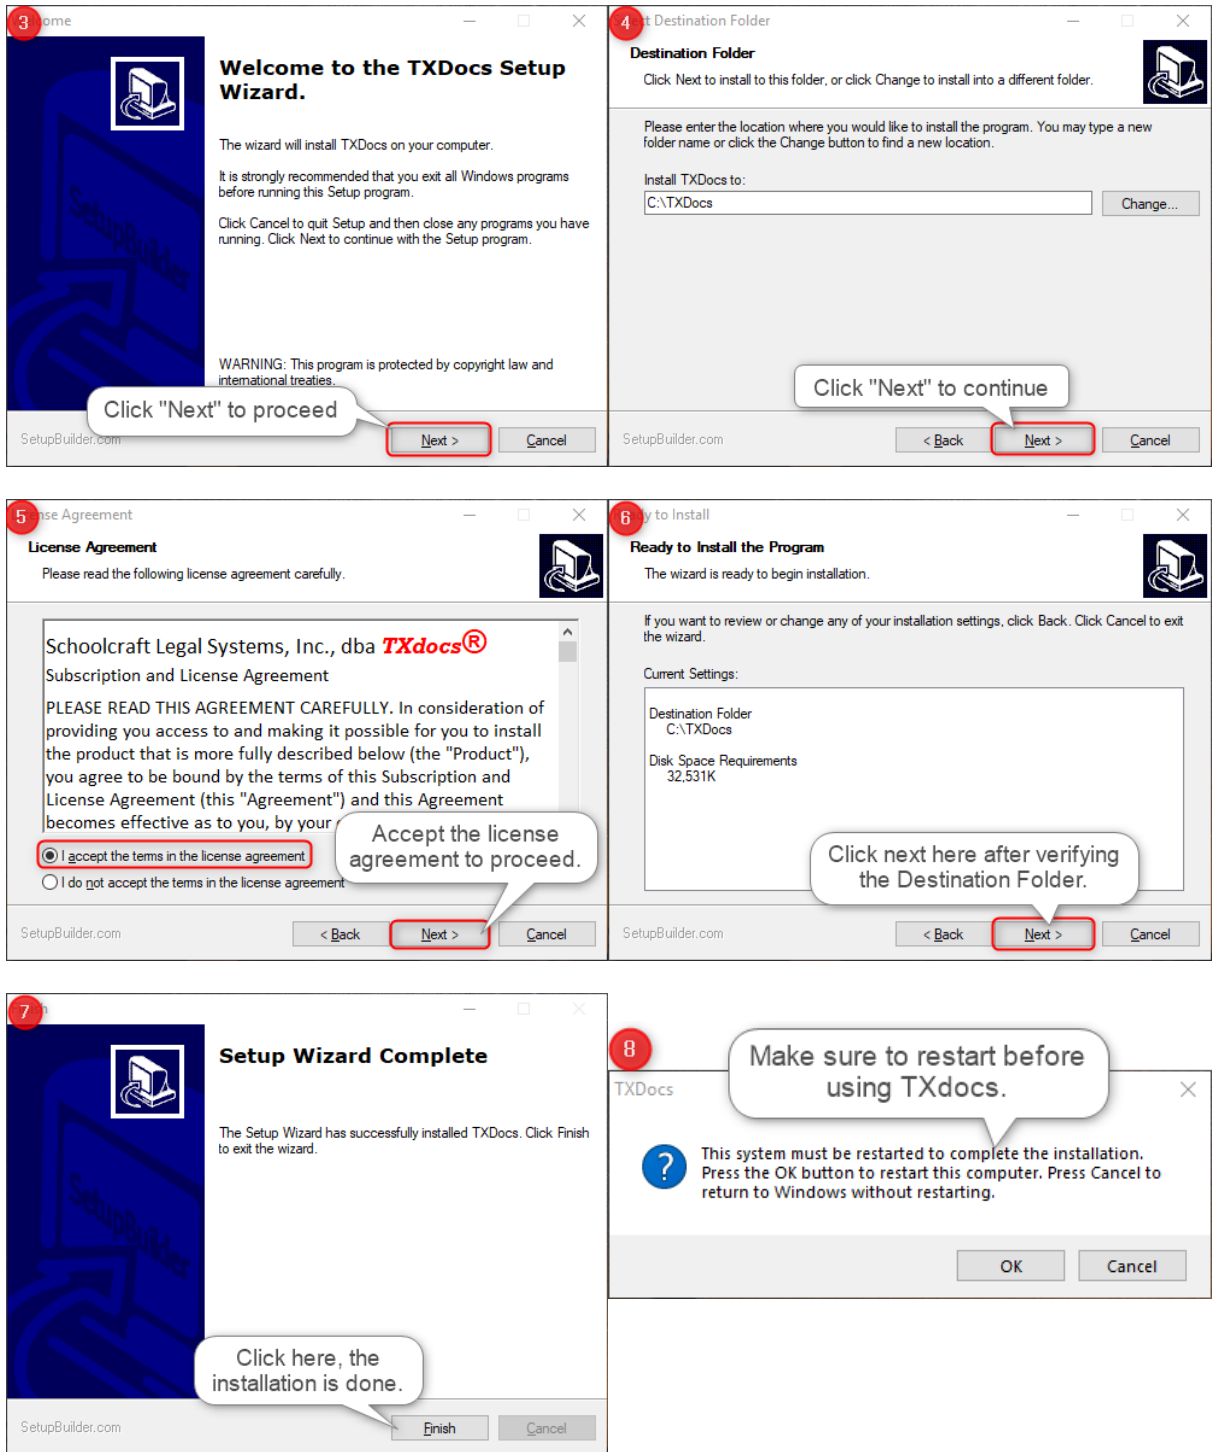 3
come
Welcome to the TXDocs Setup
Wizard.
The wizard will install TXDocs on your computer.
It is strongly recommended that you exit all Windows programs
before running this Setup program.
Click Cancel to quit Setup and then close any programs you have
running. Click Next to continue with the Setup program.
WARNING: This program is protected by copyright law and
international treaties.
Click "Next" to proceed
SetupBuilder.com
Next >
Cancel
SetupBuilder
4
ct Destination Folder
Destination Folder
Click Next to install to this folder, or click Change to install into a different folder.
Please enter the location where you would like to install the program. You may type a new
folder name or click the Change button to find a new location.
Install TXDocs to:
C:\TXDocs
Change...
Click "Next" to continue
SetupBuilder.com
< Back
Next >
Cancel
5
nse Agreement
License Agreement
Please read the following license agreement carefully.
Schoolcraft Legal Systems, Inc., dba TXdocs®
Subscription and License Agreement
PLEASE READ THIS AGREEMENT CAREFULLY. In consideration of
providing you access to and making it possible for you to install
the product that is more fully described below (the "Product"),
you agree to be bound by the terms of this Subscription and
License Agreement (this "Agreement") and this Agreement
becomes effective as to you, by your
Accept the license
agreement to proceed.
I accept the terms in the license agreement
I do not accept the terms in the license agreement
SetupBuilder.com
< Back
Next >
Cancel
6
y to Install
Ready to Install the Program
The wizard is ready to begin installation.
If you want to review or change any of your installation settings, click Back. Click Cancel to exit
the wizard.
Current Settings:
Destination Folder
C:\TXDocs
Disk Space Requirements
32,531K
Click next here after verifying
the Destination Folder.
SetupBuilder.com
< Back
Next >
Cancel
7
Setup Wizard Complete
The Setup Wizard has successfully installed TXDocs. Click Finish
to exit the wizard.
SetupBuilder
Click here, the
installation is done.
SetupBuilder.com
Finish
Cancel
8
Make sure to restart before
using TXdocs.
TXDocs
This system must be restarted to complete the installation.
Press the OK button to restart this computer. Press Cancel to
return to Windows without restarting.
OK
Cancel